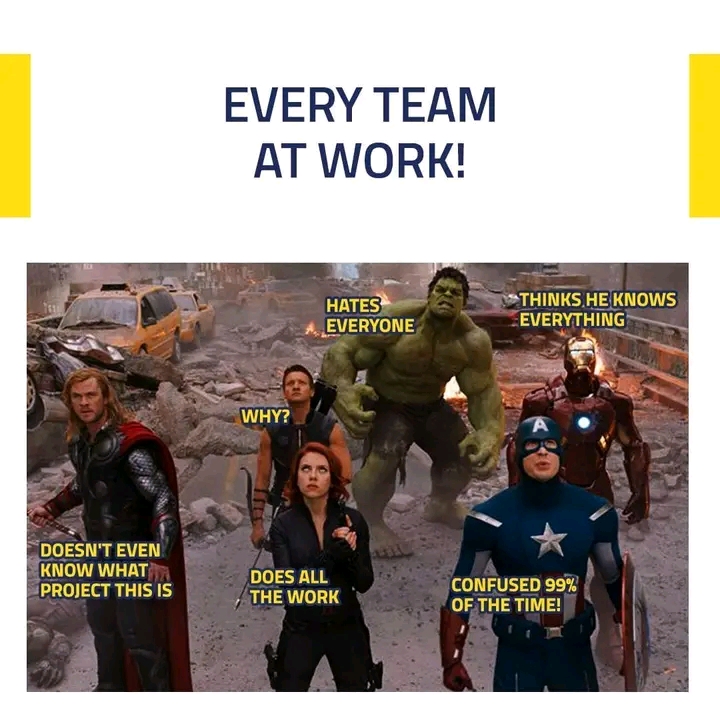 EVERY TEAM
AT WORK!
HATES
EVERYONE
THINKS HE KNOWS
EVERYTHING
WHY?
DOESN'T EVEN
KNOW WHAT
PROJECT THIS IS
DOES ALL
THE WORK
CONFUSED 99%
OF THE TIME!
A